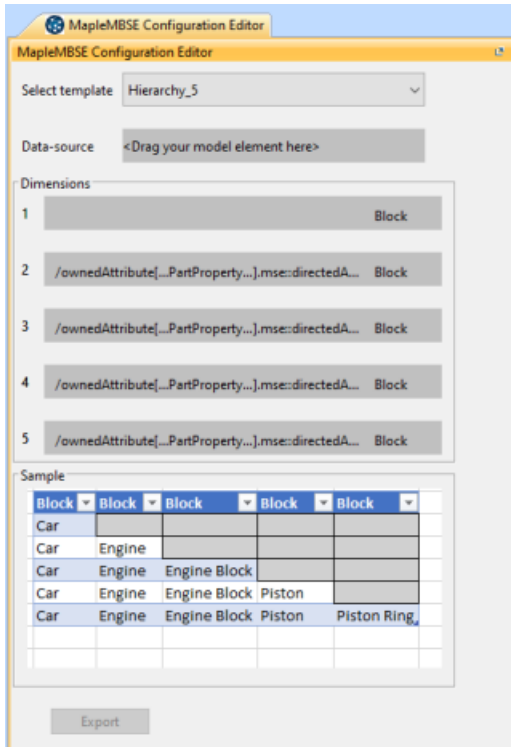 MapleMBSE Configuration Editor
MapleMBSE Configuration Editor
Select template Hierarchy_5
Data-source <Drag your model element here>
Dimensions
1 Block
2 /ownedAttribute[...PartProperty...].mse::directedA... Block
3 /ownedAttribute[...PartProperty...].mse::directedA... Block
4 /ownedAttribute[...PartProperty...].mse::directedA... Block
5 /ownedAttribute[...PartProperty...].mse::directedA... Block
Sample
Block Block Block Block Block
Car
Car Engine
Car Engine Engine Block
Car Engine Engine Block Piston
Car Engine Engine Block Piston Piston Ring
Export